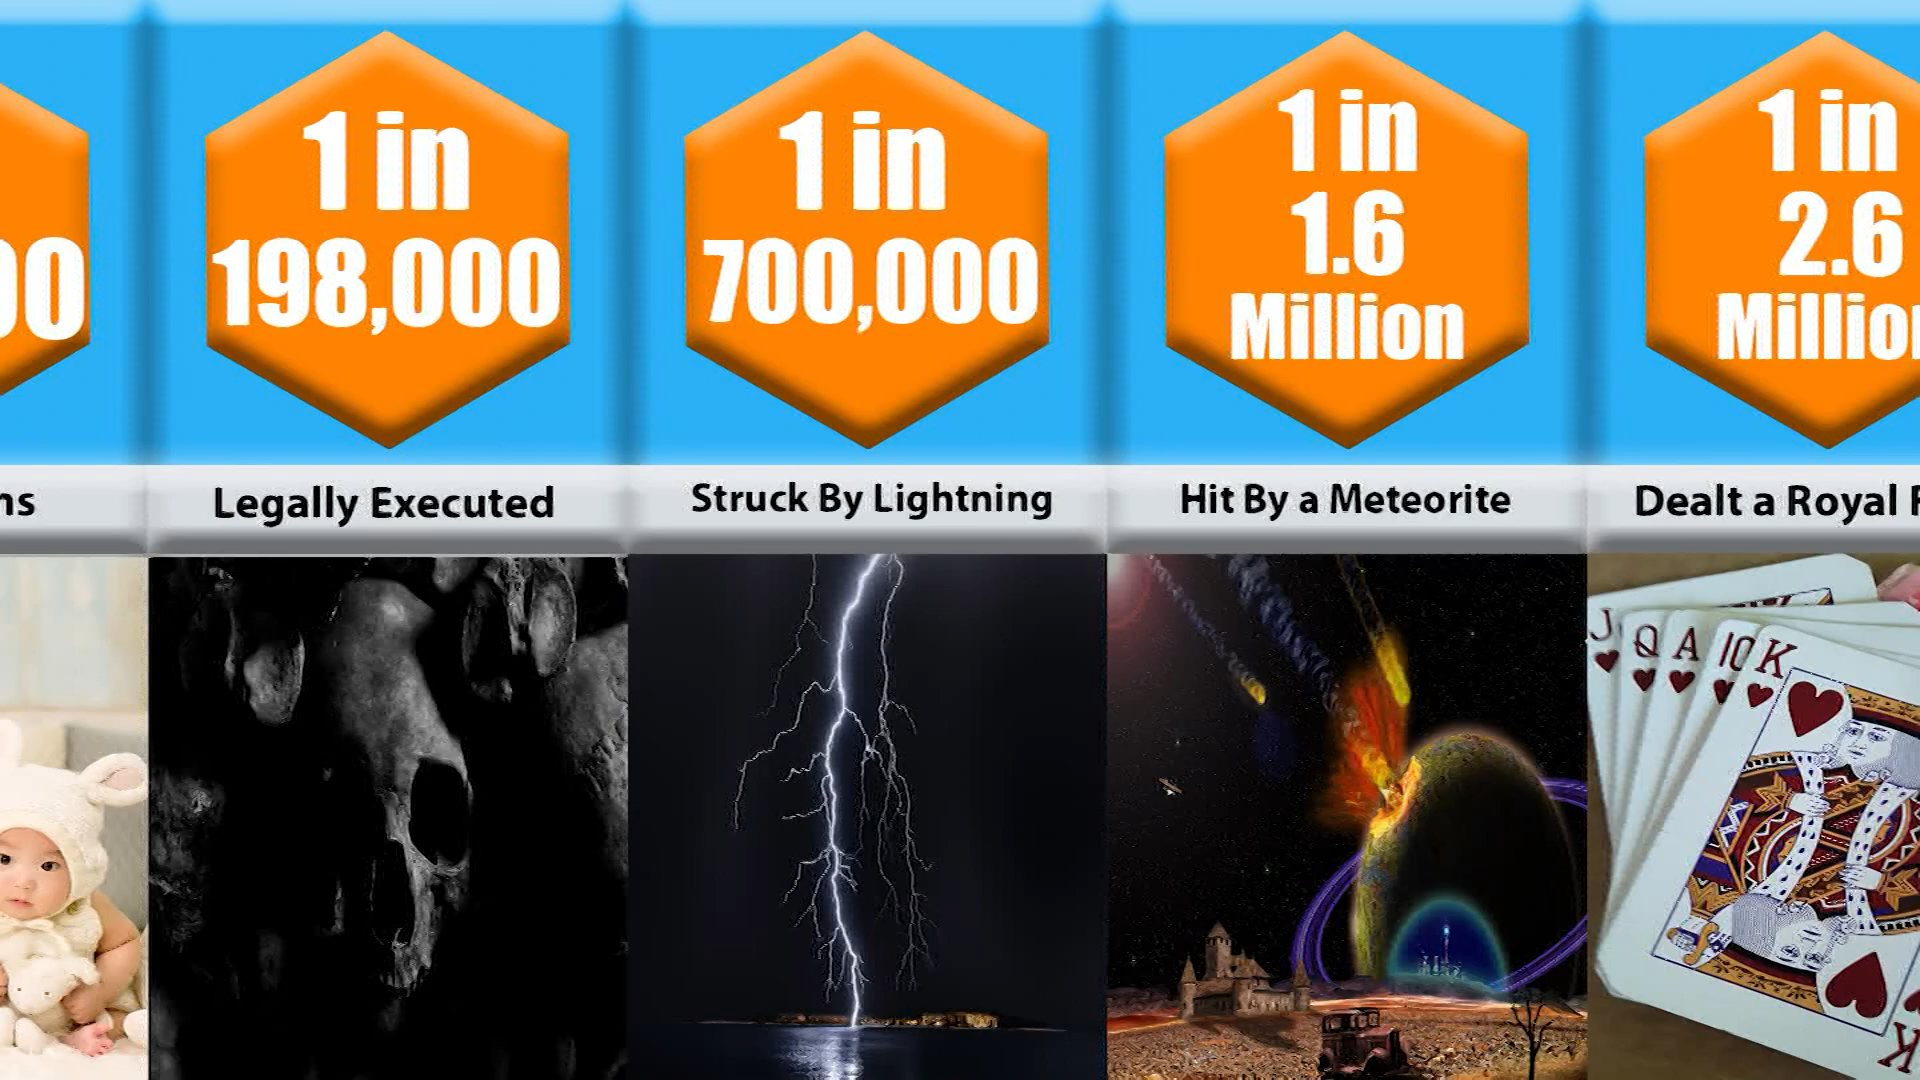 1 in
198,000
Legally Executed
1 in
700,000
Struck By Lightning
1 in
1.6
Million
Hit By a Meteorite
1 in
2.6
Dealt a Royal
J Q A 10 K
K